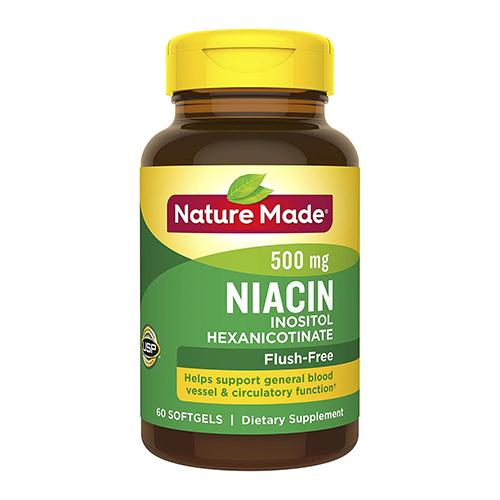 Nature Made®
500 mg
NIACIN
INOSITOL
HEXANICOTINATE
Flush-Free
USP
Helps support general blood
vessel & circulatory function†
60 SOFTGELS | Dietary Supplement